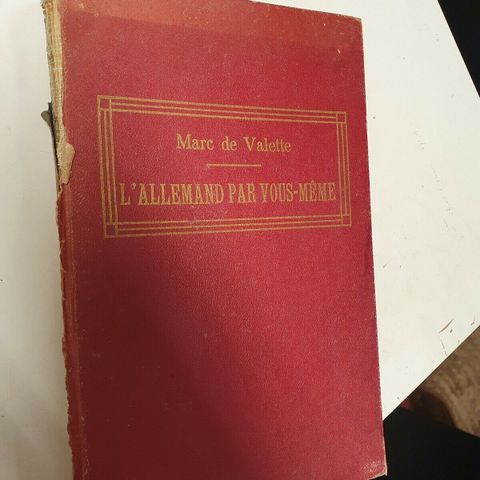 Marc de Valette
L'ALLEMAND PAR VOUS-MÊME